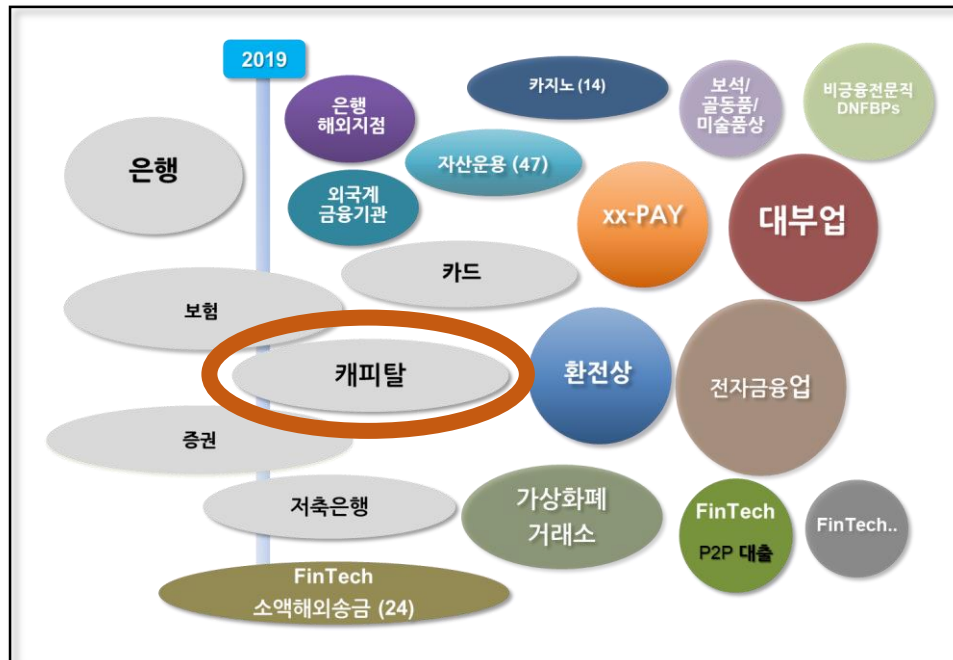 2019
은행
해외지점
카지노 (14)
보석/
골동품/
미술품상
비금융전문직
DNFBPs
은행
자산운용 (47)
외국계
금융기관
xx-PAY
대부업
카드
보험
캐피탈
환전상
전자금융업
증권
저축은행
가상화폐
거래소
FinTech
P2P 대출
FinTech..
FinTech
소액해외송금 (24)